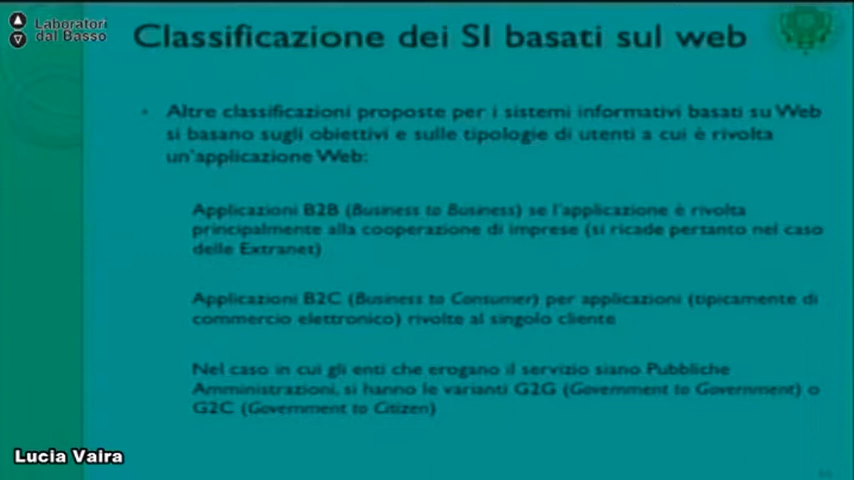 Laboratori
dal Basso
Classificazione dei SI basati sul web
• Altre classificazioni proposte per i sistemi informativi basati su Web
si basano sugli obiettivi e sulle tipologie di utenti a cui è rivolta
un'applicazione Web:
Applicazioni B2B (Business to Business) se l'applicazione è rivolta
principalmente alla cooperazione di imprese (si ricade pertanto nel caso
delle Extranet)
Applicazioni B2C (Business to Consumer) per applicazioni (tipicamente di
commercio elettronico) rivolte al singolo cliente
Nel caso in cui gli enti che erogano il servizio siano Pubbliche
Amministrazioni, si hanno le varianti G2G (Government to Government) o
G2C (Government to Citizen)
Lucia Vaira